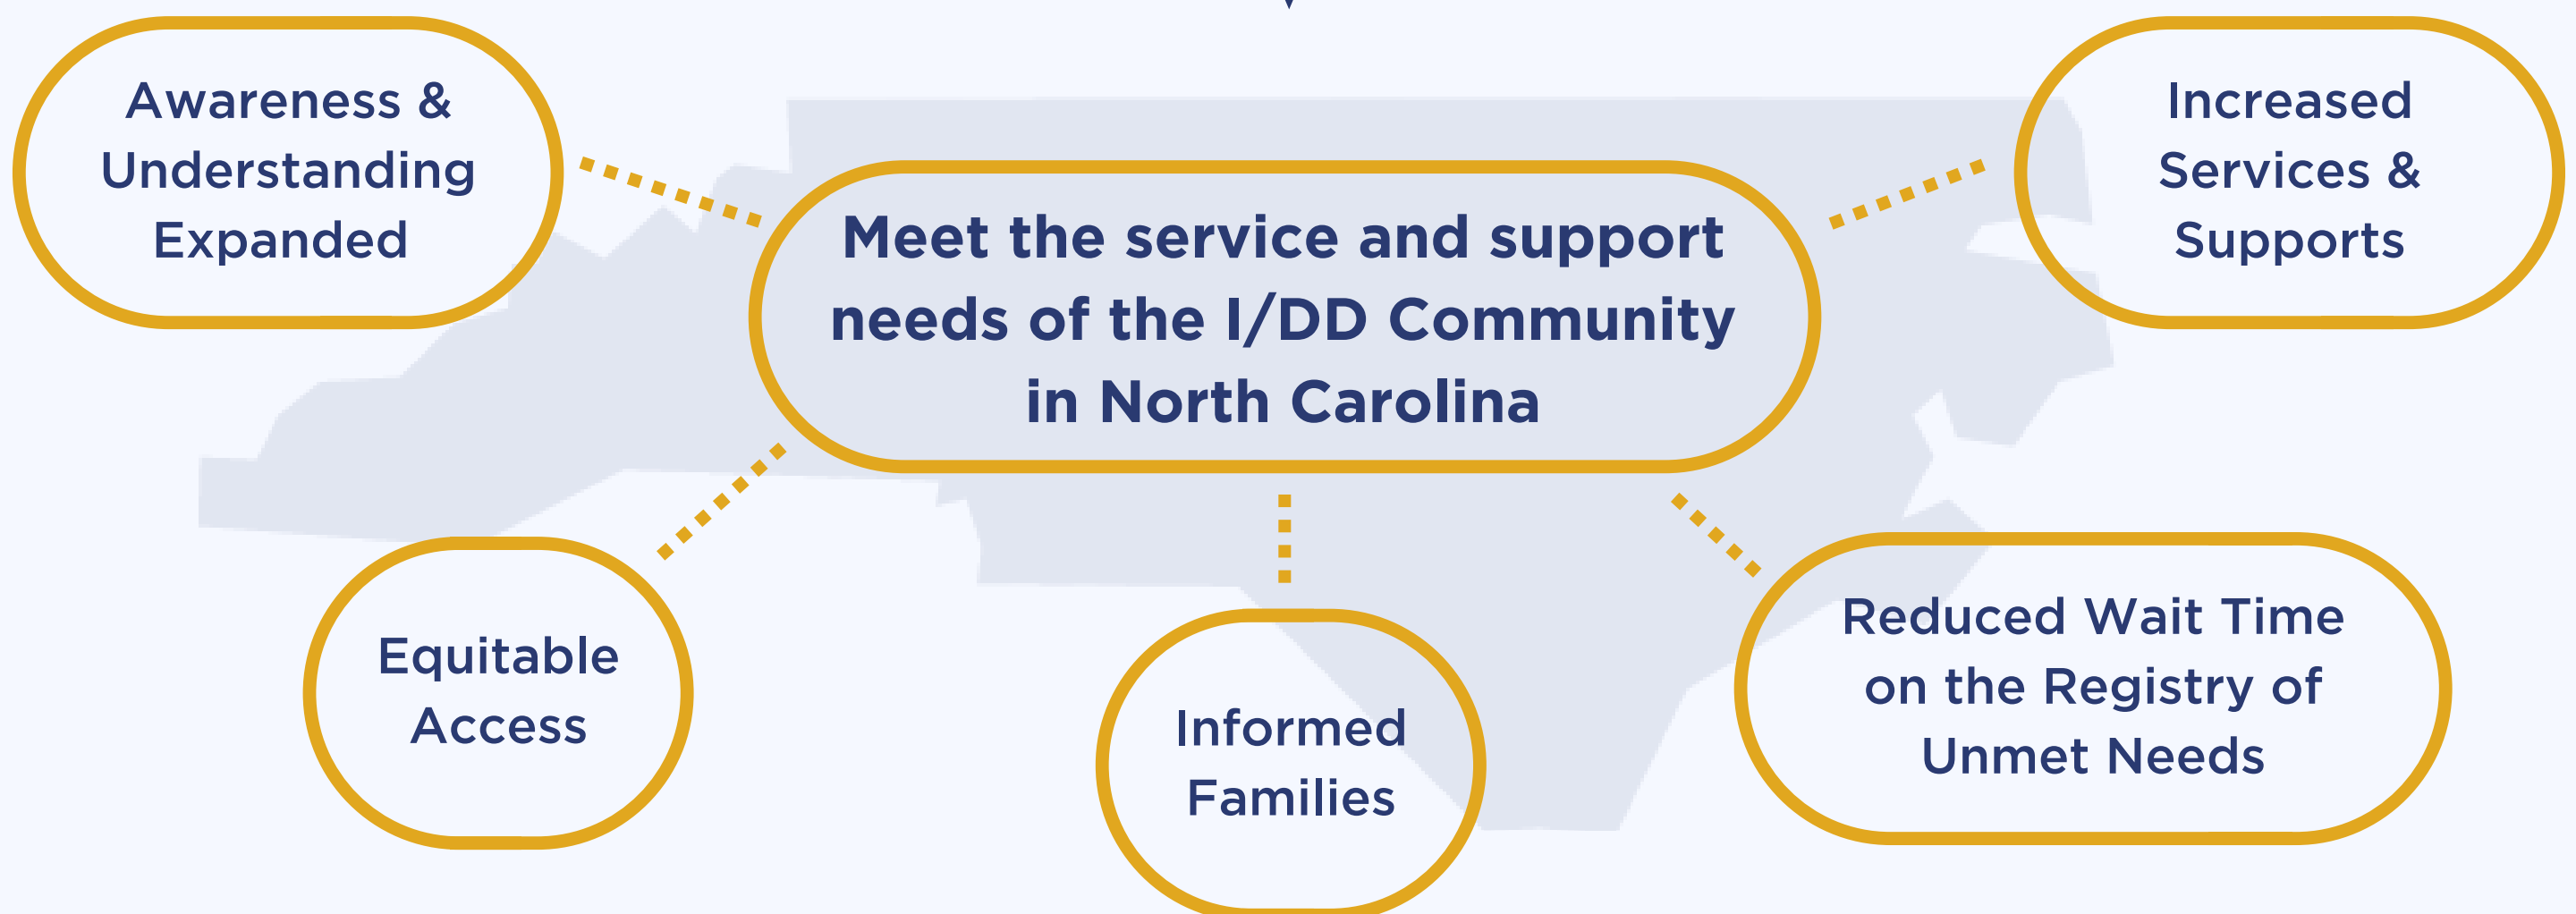 Awareness &
Understanding
Expanded
Increased
Services &
Supports
Meet the service and support
needs of the I/DD Community
in North Carolina
Equitable
Access
Informed
Families
Reduced Wait Time
on the Registry of
Unmet Needs